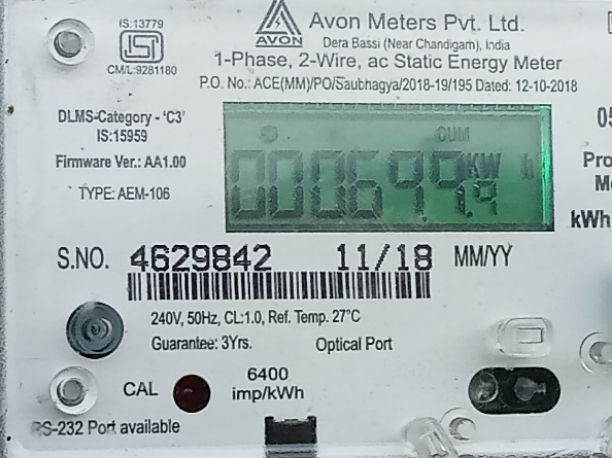 IS:13779
CM/L:9281180
AVON
Avon Meters Pvt. Ltd.
Dera Bassi (Near Chandigarh), India
1-Phase, 2-Wire, ac Static Energy Meter
P.O. No.: ACE(MM)/PO/Saubhagya/2018-19/195 Dated: 12-10-2018
DLMS-Category - 'C3'
IS:15959
Firmware Ver.: AA1.00
TYPE: AEM-106
CUM
KW h
05
Pro
kWh
S.NO. 4629842 11/18 MM/YY
240V, 50Hz, CL:1.0, Ref. Temp. 27°C
Guarantee: 3Yrs. Optical Port
CAL
6400
imp/kWh
RS-232 Port available